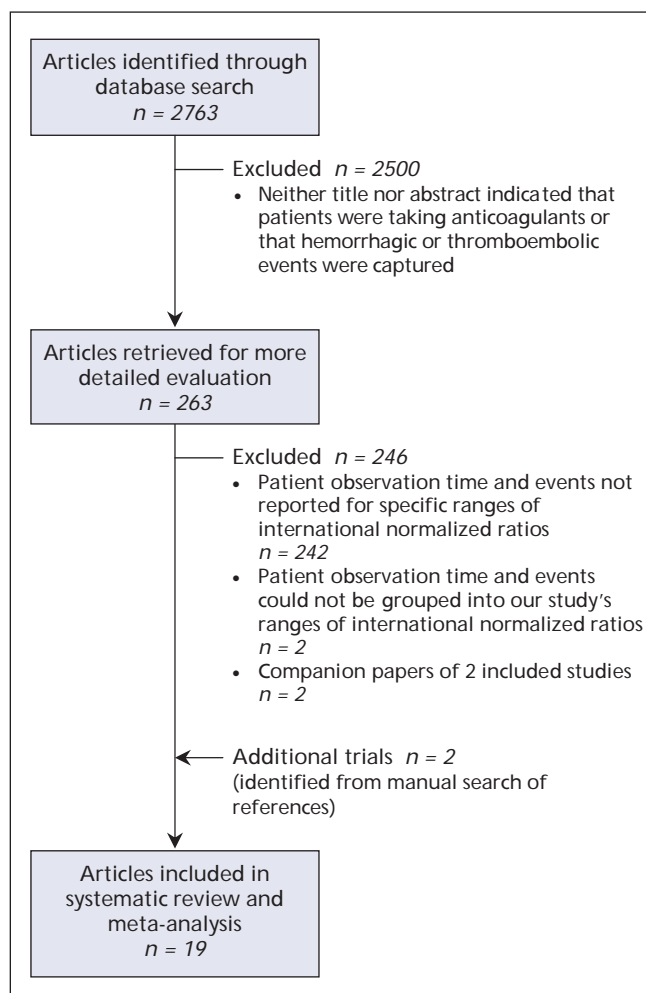 Articles identified through
database search
n = 2763
Excluded n = 2500
• Neither title nor abstract indicated that
patients were taking anticoagulants or
that hemorrhagic or thromboembolic
events were captured
Articles retrieved for more
detailed evaluation
n = 263
Excluded n = 246
• Patient observation time and events not
reported for specific ranges of
international normalized ratios
n = 242
• Patient observation time and events
could not be grouped into our study's
ranges of international normalized ratios
n = 2
• Companion papers of 2 included studies
n = 2
Additional trials n = 2
(identified from manual search of
references)
Articles included in
systematic review and
meta-analysis
n = 19